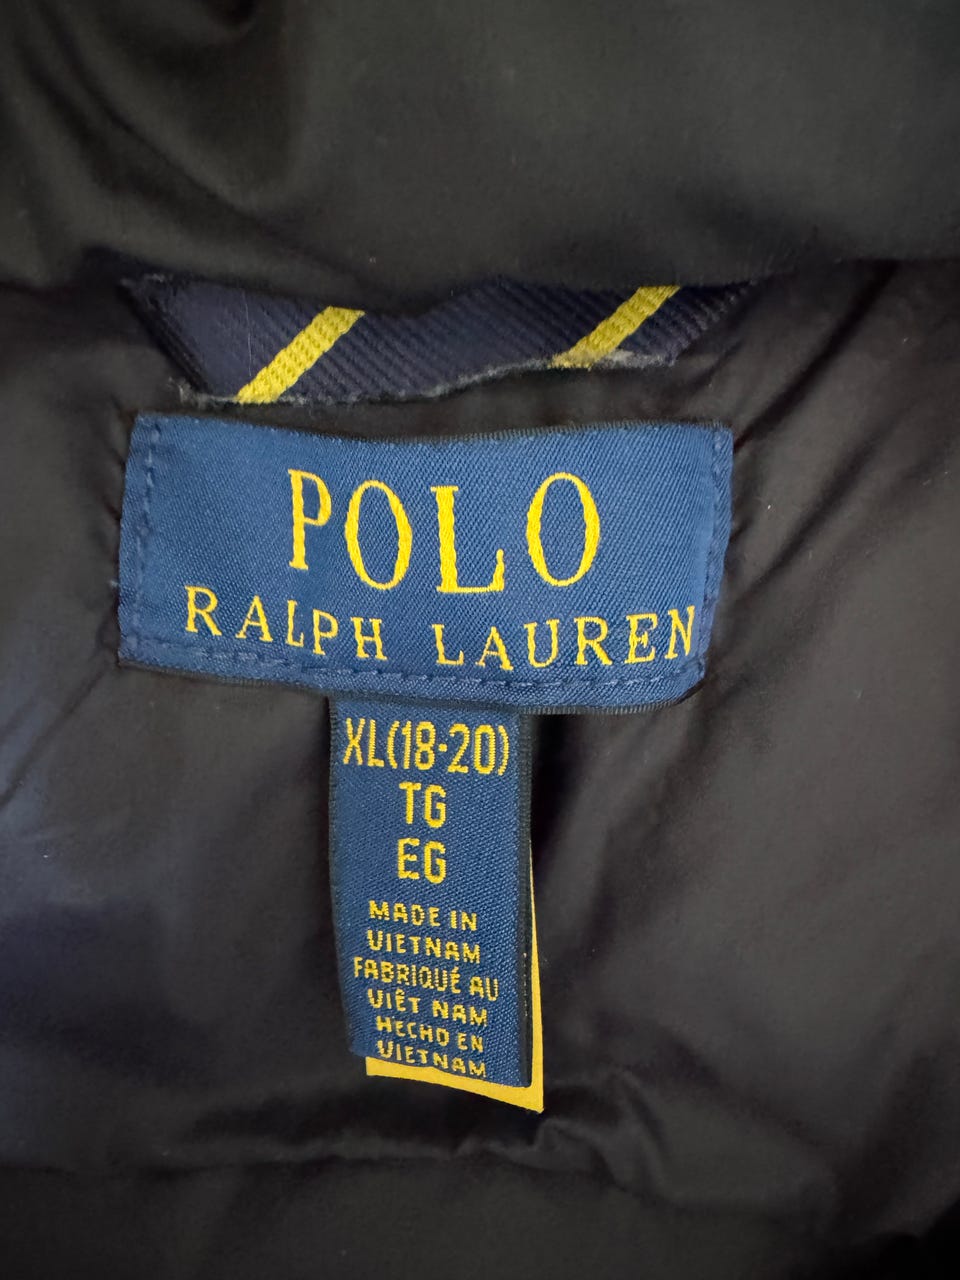 POLO
RALPH LAUREN
XL(18-20)
TG
EG
MADE IN
VIETNAM
FABRIQUÉ AU
VIÊT NAM
HECHO EN
VIETNAM